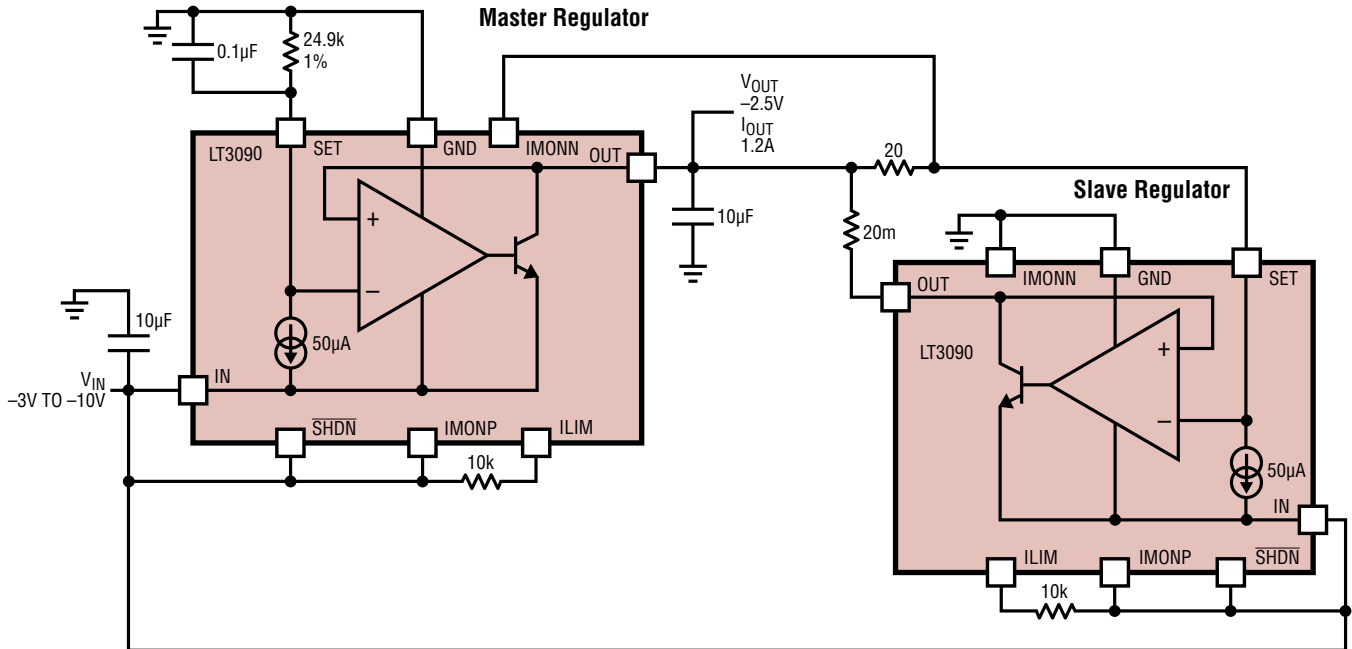 Master Regulator
0.1µF
24.9k
1%
LT3090
SET
GND
IMONN
OUT
VOUT
–2.5V
IOUT
1.2A
20
Slave Regulator
10µF
20m
+
–
50µA
10µF
VIN
–3V TO –10V
IN
SHDN
IMONP
ILIM
10k
IMONN
GND
SET
OUT
LT3090
+
–
50µA
IN
ILIM
IMONP
SHDN
10k